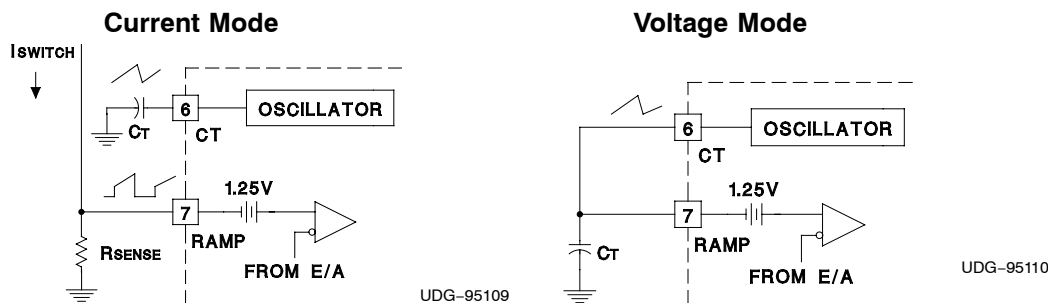 Current Mode
ISWITCH
6
OSCILLATOR
CT
CT
1.25V
7
RAMP
RSENSE
FROM E/A
UDG–95109
Voltage Mode
6
OSCILLATOR
CT
1.25V
7
RAMP
CT
FROM E/A
UDG–95110